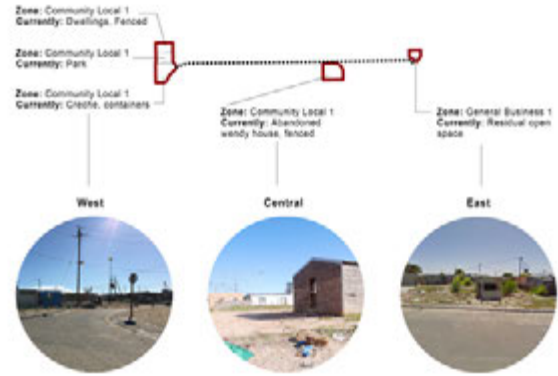 Zone: Community Local 1
Currently: Dwellings, Fenced
Zone: Community Local 1
Currently: Park
Zone: Community Local 1
Currently: Creche, containers
Zone: Community Local 1
Currently: Abandoned
wendy house, fenced
Zone: General Business 1
Currently: Residual open
space
West
Central
East